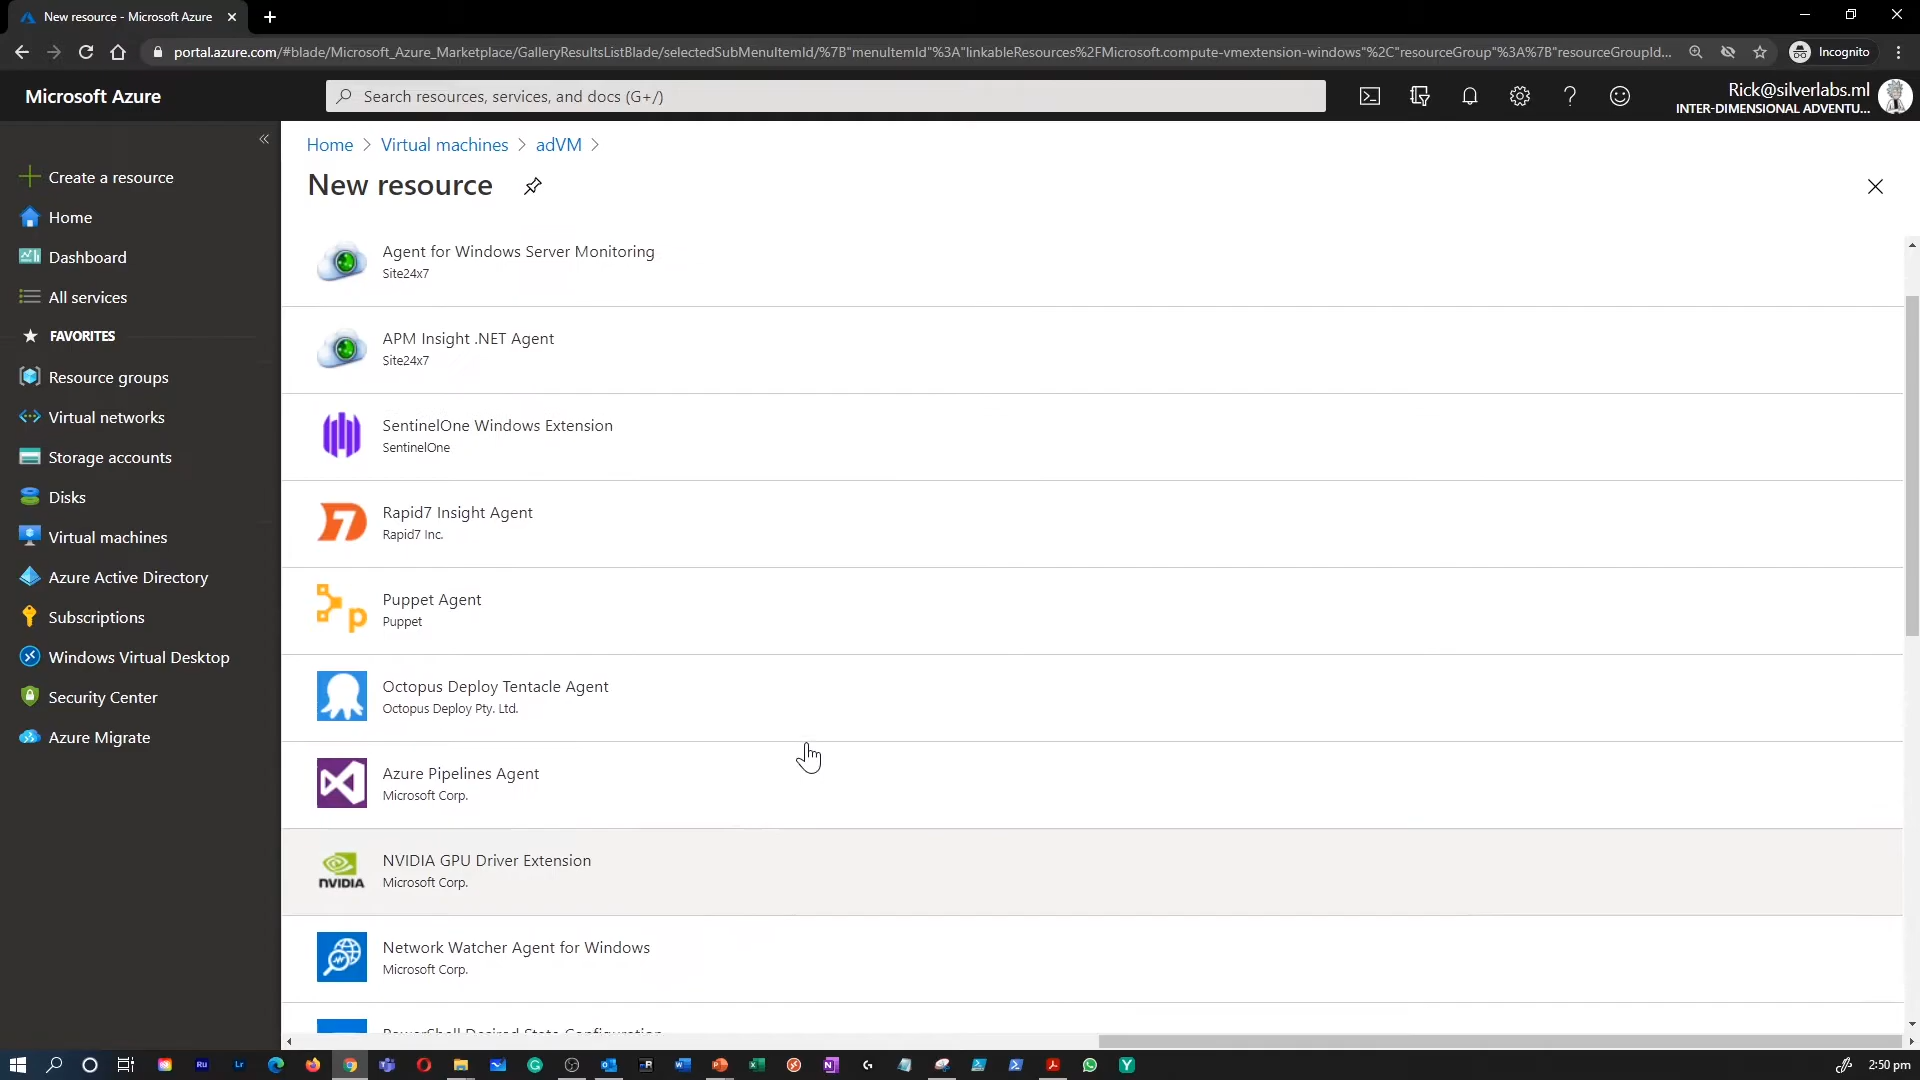 New resource - Microsoft Azure
portal.azure.com/#blade/Microsoft_Azure_Marketplace/GalleryResultsListBlade/selectedSubMenuItemId/%7B"menuItemId"%3A"linkableResources%2FMicrosoft.compute-vmextension-windows"%2C"resourceGroup"%3A%7B"resourceGroupId...
Incognito
Microsoft Azure
Search resources, services, and docs (G+/)
Rick@silverlabs.ml
INTER-DIMENSIONAL ADVENTU...
Create a resource
Home
Dashboard
All services
FAVORITES
Resource groups
Virtual networks
Storage accounts
Disks
Virtual machines
Azure Active Directory
Subscriptions
Windows Virtual Desktop
Security Center
Azure Migrate
Home > Virtual machines > adVM >
New resource
Agent for Windows Server Monitoring
Site24x7
APM Insight .NET Agent
Site24x7
SentinelOne Windows Extension
SentinelOne
Rapid7 Insight Agent
Rapid7 Inc.
Puppet Agent
Puppet
Octopus Deploy Tentacle Agent
Octopus Deploy Pty. Ltd.
Azure Pipelines Agent
Microsoft Corp.
NVIDIA
NVIDIA GPU Driver Extension
Microsoft Corp.
Network Watcher Agent for Windows
Microsoft Corp.
PowerShell Desired State Configuration
2:50 pm